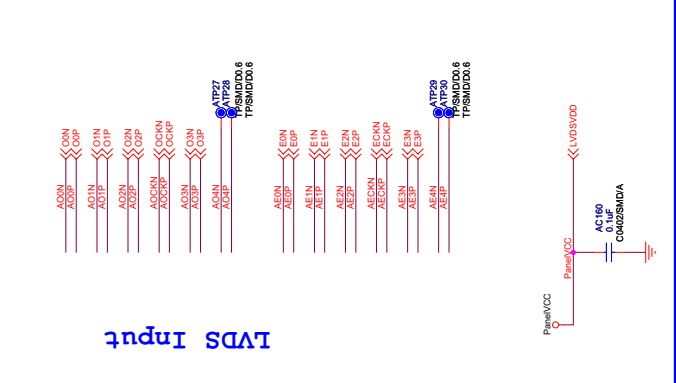 O0N
O0P
O1N
O1P
O2N
O2P
OCKN
OCKP
O3N
O3P
ATP27
ATP28
TP/SMD/D0.6
TP/SMD/D0.6
E0N
E0P
E1N
E1P
E2N
E2P
ECKN
ECKP
E3N
E3P
ATP29
ATP30
TP/SMD/D0.6
TP/SMD/D0.6
AO0N
AO0P
AO1N
AO1P
AO2N
AO2P
AOCKN
AOCKP
AO3N
AO3P
AO4N
AO4P
AE0N
AE0P
AE1N
AE1P
AE2N
AE2P
AECKN
AECKP
AE3N
AE3P
AE4N
AE4P
LVDSVDD
AC160
0.1uF
C0402/SMD/A
PanelVCC
PanelVCC
LVDS Input